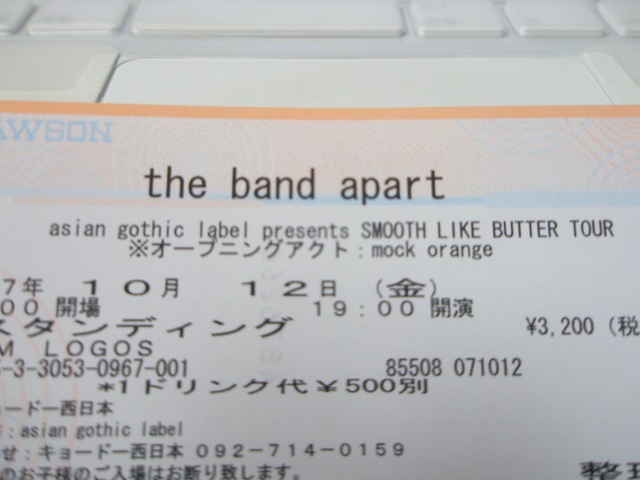 AWSON
the band apart
asian gothic label presents SMOOTH LIKE BUTTER TOUR
※オープニングアクト：mock orange
7年 10月 12日 (金)
00 開場 19:00 開演
スタンディング ¥3,200 (税
M LOGOS
-3-3053-0967-001 85508 071012
*1ドリンク代¥500別
ョードー西日本
: asian gothic label
せ：キョードー西日本 092-714-0159
のお子様のご入場はお断り致します。
整理